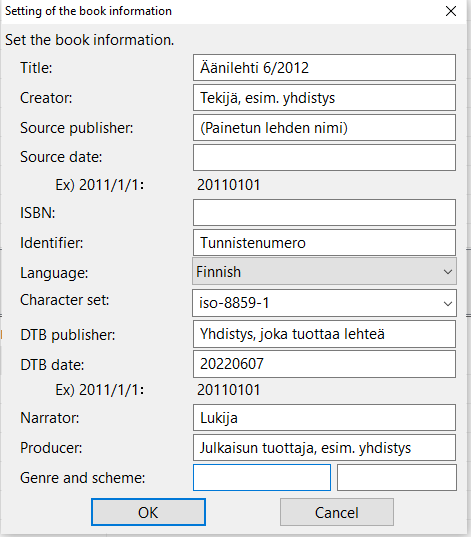 Setting of the book information
Set the book information.
Title: Äänilehti 6/2012
Creator: Tekijä, esim. yhdistys
Source publisher: (Painetun lehden nimi)
Source date:
Ex) 2011/1/1: 20110101
ISBN:
Identifier: Tunnistenumero
Language: Finnish
Character set: iso-8859-1
DTB publisher: Yhdistys, joka tuottaa lehteä
DTB date: 20220607
Ex) 2011/1/1: 20110101
Narrator: Lukija
Producer: Julkaisun tuottaja, esim. yhdistys
Genre and scheme:
OK Cancel